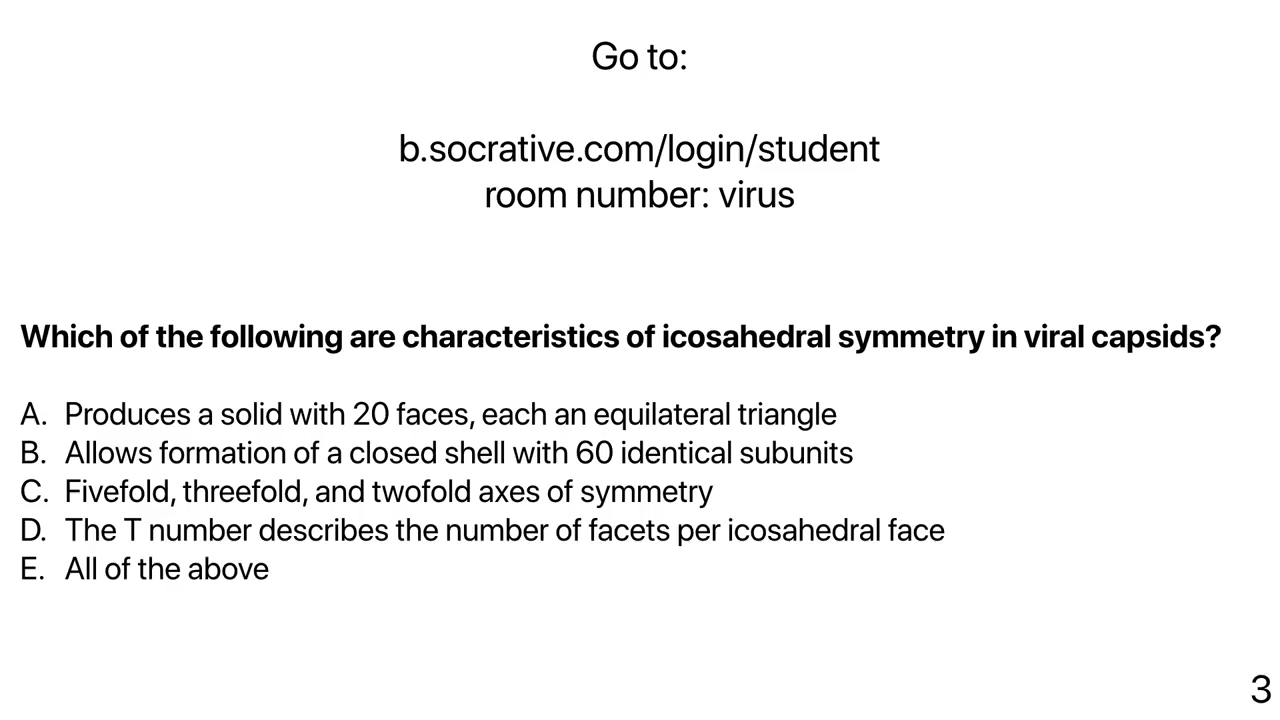 Go to:
b.socrative.com/login/student
room number: virus
Which of the following are characteristics of icosahedral symmetry in viral capsids?
A. Produces a solid with 20 faces, each an equilateral triangle
B. Allows formation of a closed shell with 60 identical subunits
C. Fivefold, threefold, and twofold axes of symmetry
D. The T number describes the number of facets per icosahedral face
E. All of the above
3